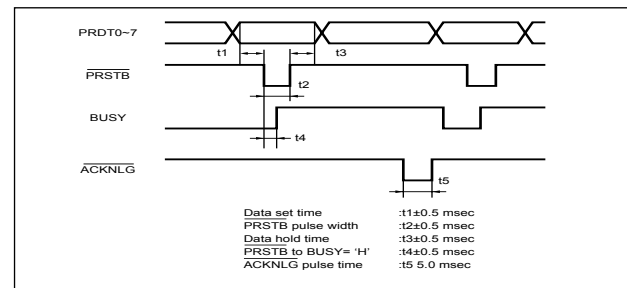 PRDT0~7
t1
t3
PRSTB
t2
BUSY
t4
ACKNLG
t5
Data set time :t1±0.5 msec
PRSTB pulse width :t2±0.5 msec
Data hold time :t3±0.5 msec
PRSTB to BUSY= ‘H’ :t4±0.5 msec
ACKNLG pulse time :t5 5.0 msec